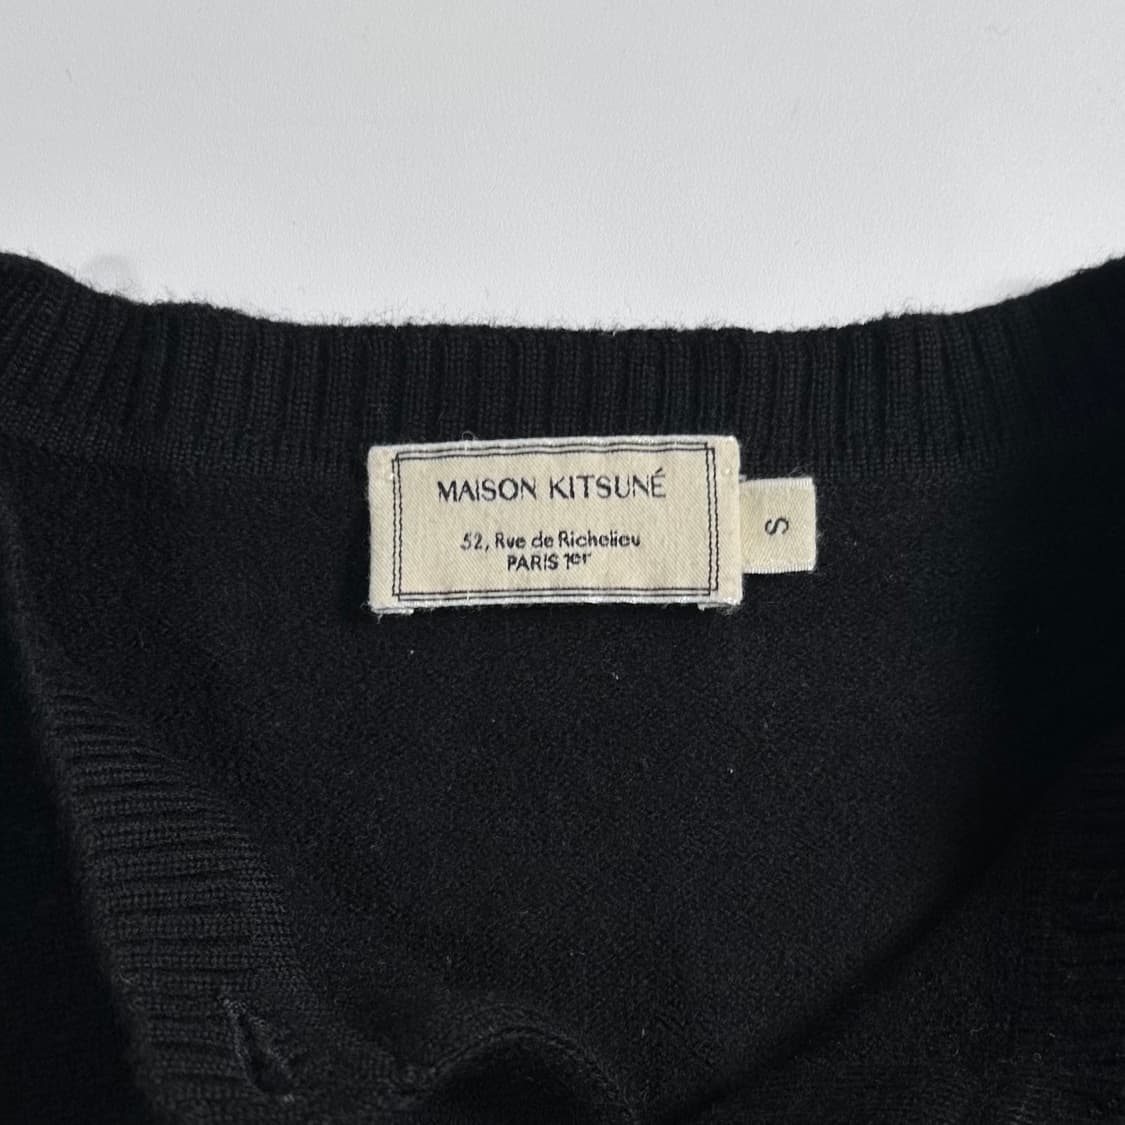 MAISON KITSUNÉ
52, Rue de Richelieu
PARIS 1er
S